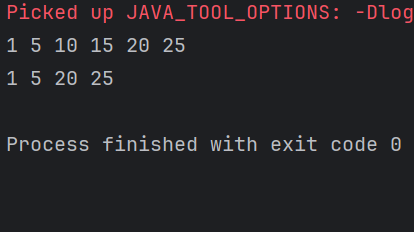 Picked up JAVA_TOOL_OPTIONS: -Dlog
1 5 10 15 20 25
1 5 20 25
Process finished with exit code 0